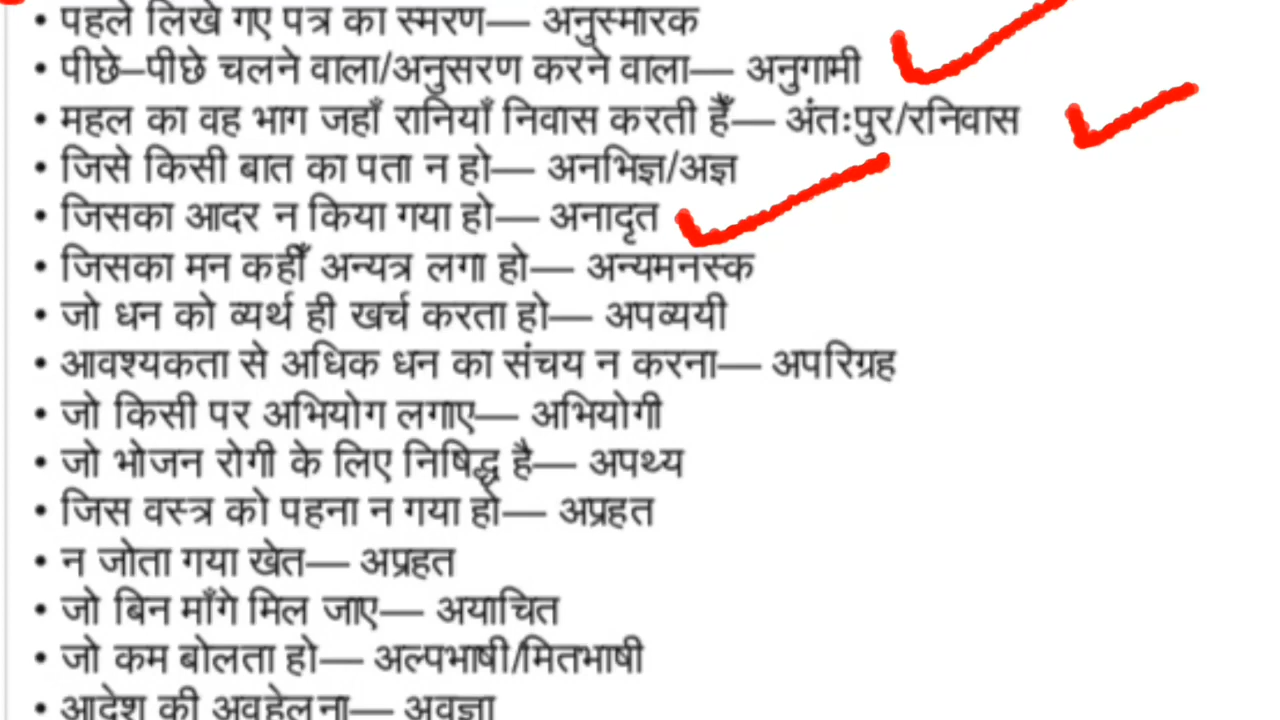 • पहले लिखे गए पत्र का स्मरण— अनुस्मारक
• पीछे–पीछे चलने वाला/अनुसरण करने वाला— अनुगामी
• महल का वह भाग जहाँ रानियाँ निवास करती हैँ— अंतःपुर/रनिवास
• जिसे किसी बात का पता न हो— अनभिज्ञ/अज्ञ
• जिसका आदर न किया गया हो— अनादृत
• जिसका मन कहीँ अन्यत्र लगा हो— अन्यमनस्क
• जो धन को व्यर्थ ही खर्च करता हो— अपव्ययी
• आवश्यकता से अधिक धन का संचय न करना— अपरिग्रह
• जो किसी पर अभियोग लगाए— अभियोगी
• जो भोजन रोगी के लिए निषिद्ध है— अपथ्य
• जिस वस्त्र को पहना न गया हो— अप्रहत
• न जोता गया खेत— अप्रहत
• जो बिन माँगे मिल जाए— अयाचित
• जो कम बोलता हो— अल्पभाषी/मितभाषी
• आदेश की अवहेलना— अवज्ञा